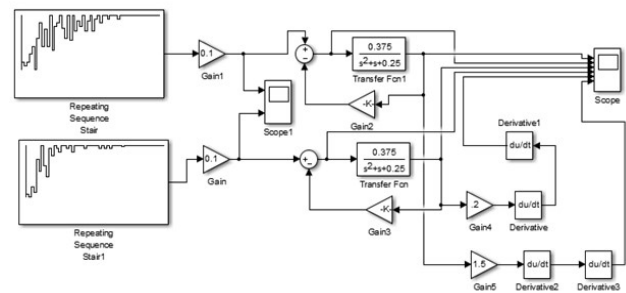 0.1
Gain1
+
−
0.375
s²+s+0.25
Transfer Fcn1
Scope
Repeating
Sequence
Stair
Scope1
-K-
Gain2
Derivative1
du/dt
0.1
Gain
+
−
0.375
s²+s+0.25
Transfer Fcn
-K-
Gain3
.2
Gain4
du/dt
Derivative
Repeating
Sequence
Stair1
1.5
Gain5
du/dt
Derivative2
du/dt
Derivative3